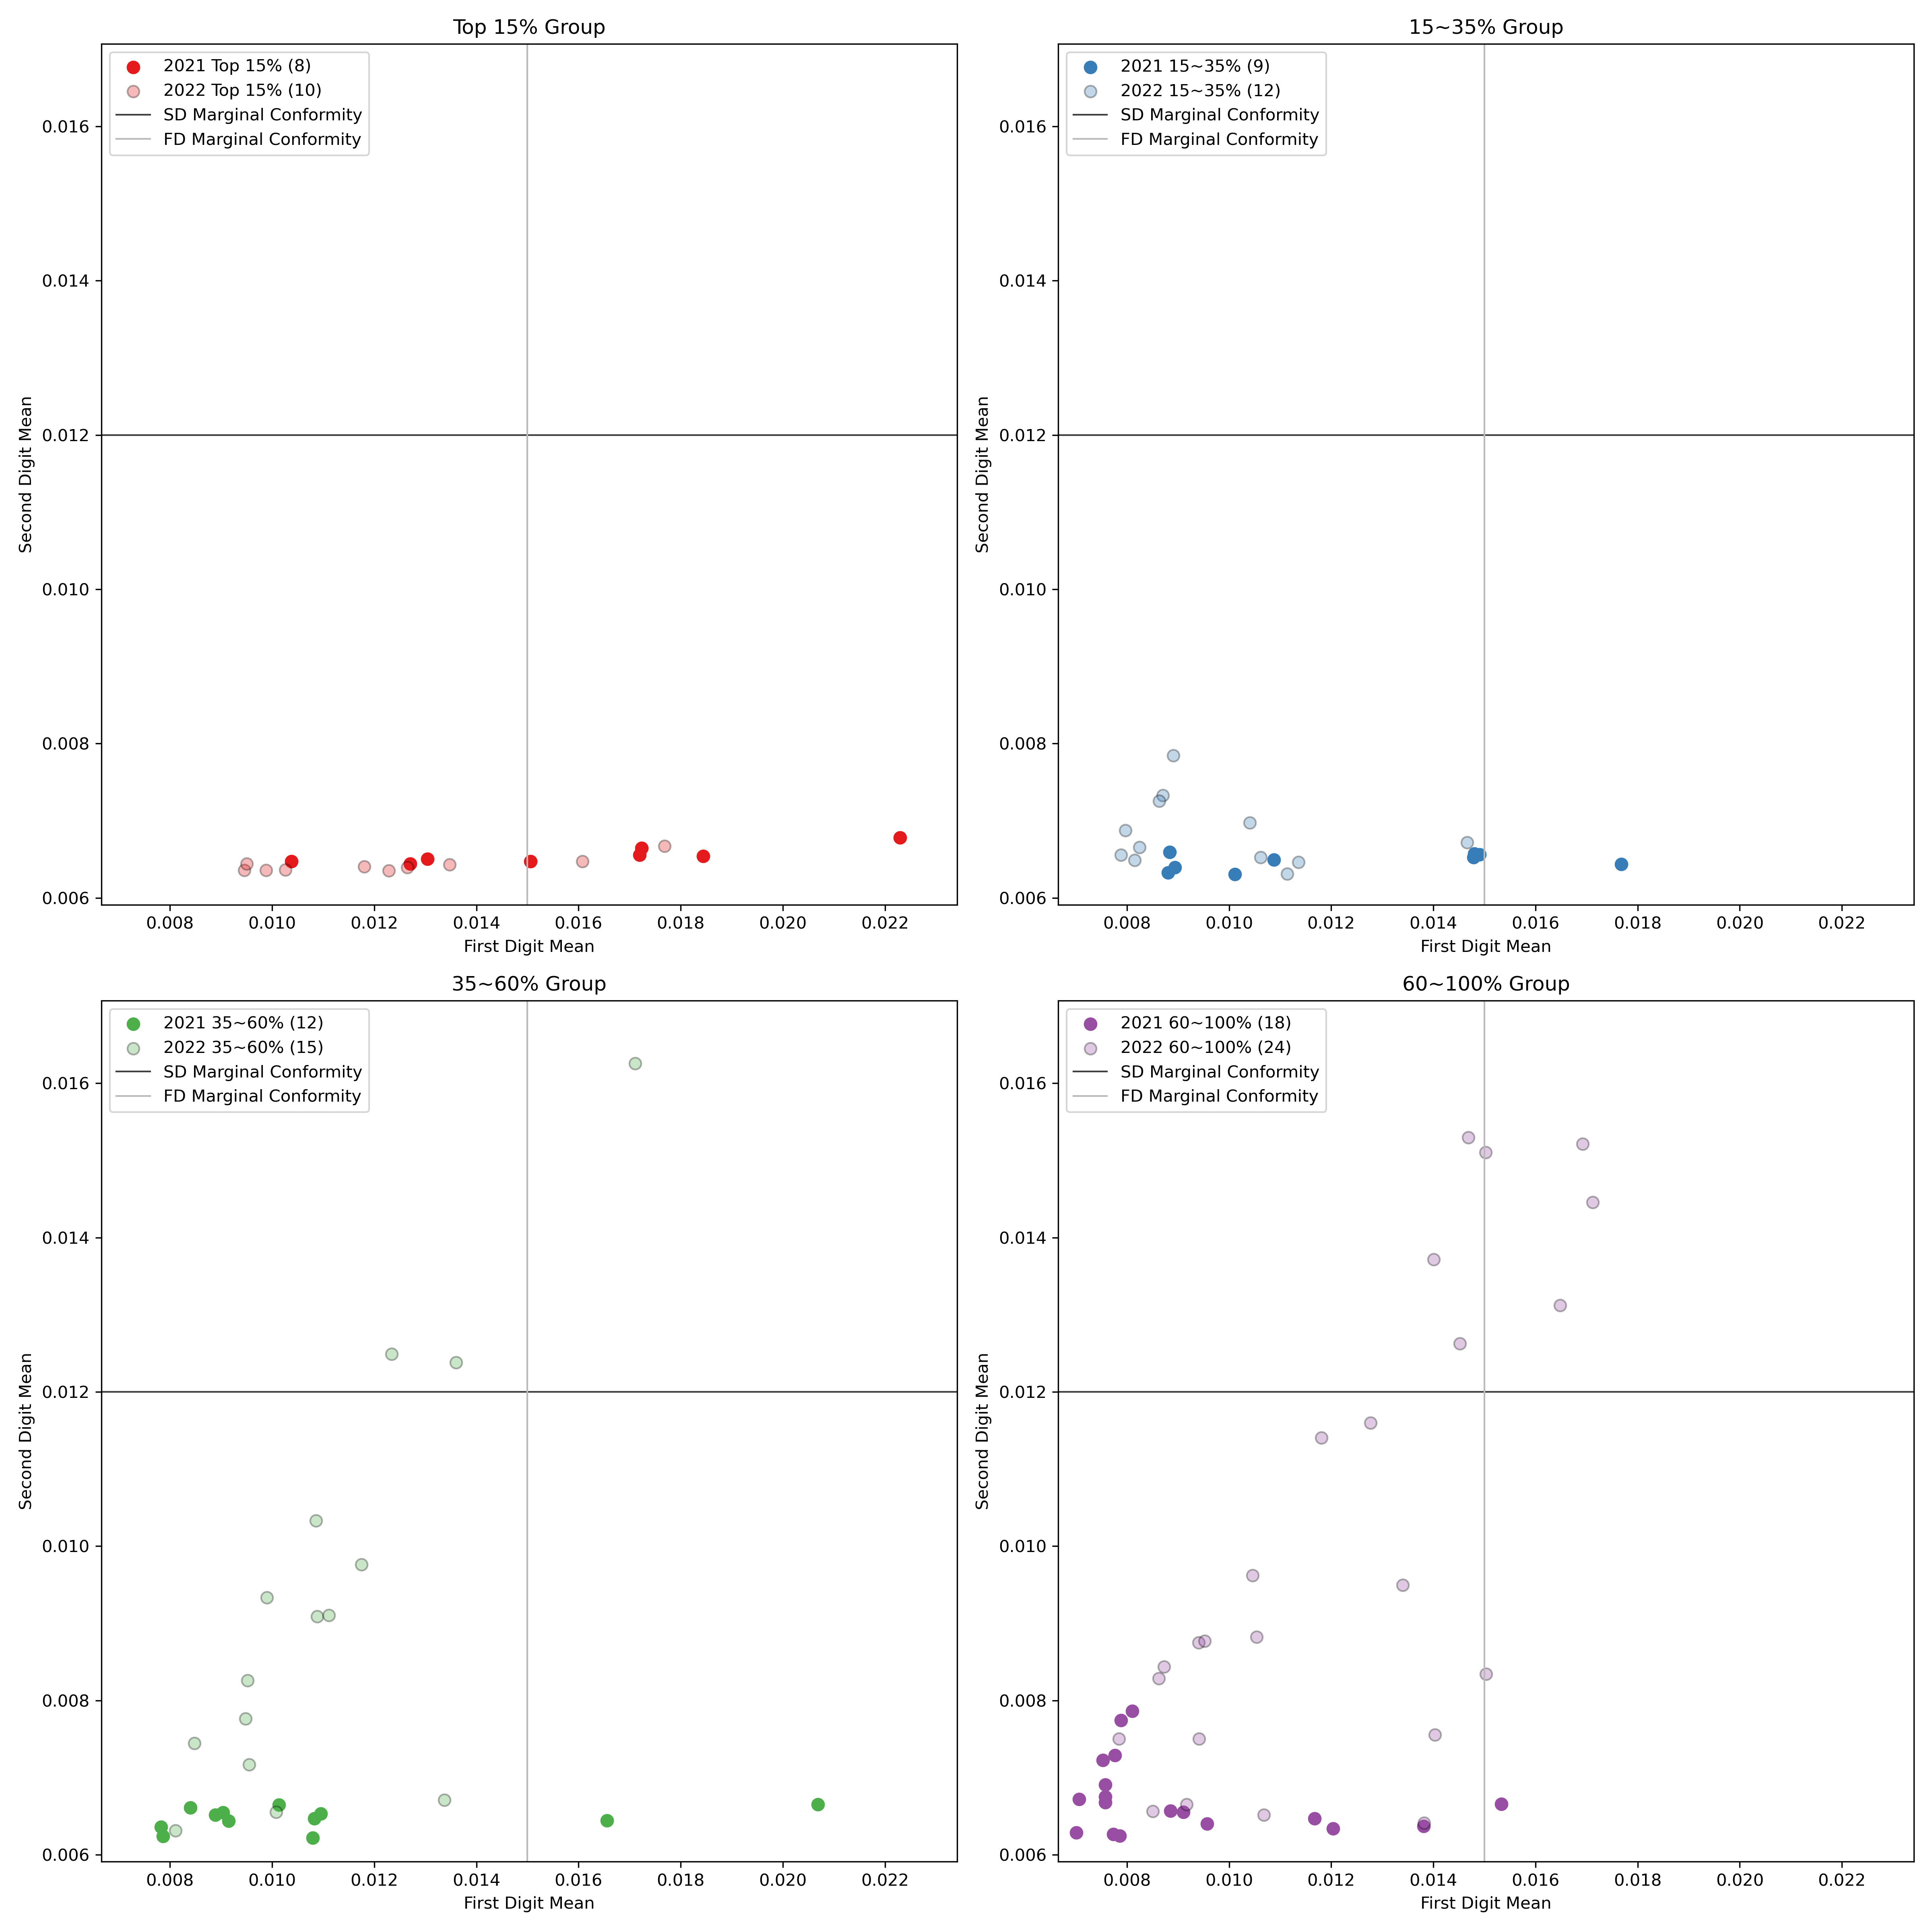 Top 15% Group
2021 Top 15% (8)
2022 Top 15% (10)
SD Marginal Conformity
FD Marginal Conformity
0.016
0.014
0.012
0.010
0.008
0.006
Second Digit Mean
0.008 0.010 0.012 0.014 0.016 0.018 0.020 0.022
First Digit Mean
15~35% Group
2021 15~35% (9)
2022 15~35% (12)
SD Marginal Conformity
FD Marginal Conformity
0.016
0.014
0.012
0.010
0.008
0.006
Second Digit Mean
0.008 0.010 0.012 0.014 0.016 0.018 0.020 0.022
First Digit Mean
35~60% Group
2021 35~60% (12)
2022 35~60% (15)
SD Marginal Conformity
FD Marginal Conformity
0.016
0.014
0.012
0.010
0.008
0.006
Second Digit Mean
0.008 0.010 0.012 0.014 0.016 0.018 0.020 0.022
First Digit Mean
60~100% Group
2021 60~100% (18)
2022 60~100% (24)
SD Marginal Conformity
FD Marginal Conformity
0.016
0.014
0.012
0.010
0.008
0.006
Second Digit Mean
0.008 0.010 0.012 0.014 0.016 0.018 0.020 0.022
First Digit Mean